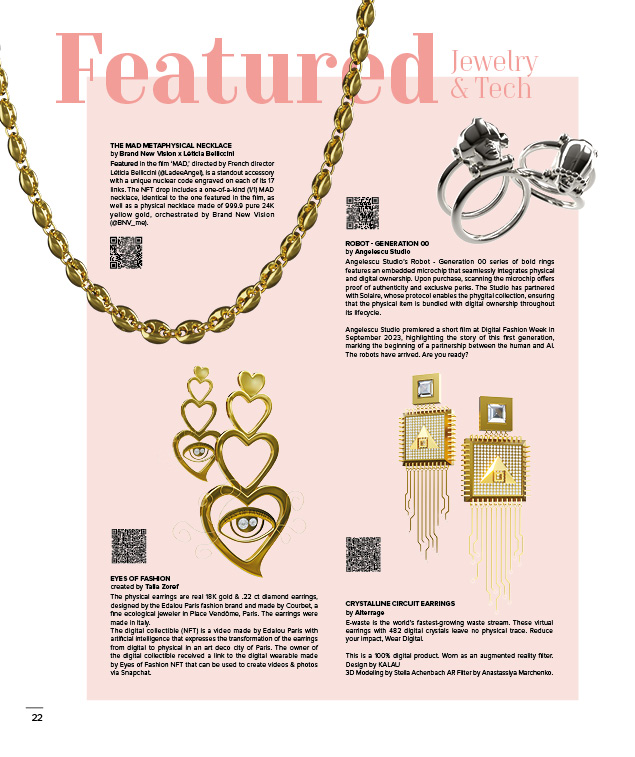 Featured
Jewelry
& Tech
THE MAD METAPHYSICAL NECKLACE
by Brand New Vision x Léticia Belliccini
Featured in the film 'MAD,' directed by French director
Léticia Belliccini (@LadeeAngel), is a standout accessory
with a unique nuclear code engraved on each of its 17
links. The NFT drop includes a one-of-a-kind (1/1) MAD
necklace, identical to the one featured in the film, as
well as a physical necklace made of 999.9 pure 24K
yellow gold, orchestrated by Brand New Vision
(@BNV_me).
ROBOT - GENERATION 00
by Angelescu Studio
Angelescu Studio's Robot - Generation 00 series of bold rings
features an embedded microchip that seamlessly integrates physical
and digital ownership. Upon purchase, scanning the microchip offers
proof of authenticity and exclusive perks. The Studio has partnered
with Solaire, whose protocol enables the phygital collection, ensuring
that the physical item is bundled with digital ownership throughout
its lifecycle.
Angelescu Studio premiered a short film at Digital Fashion Week in
September 2023, highlighting the story of this first generation,
marking the beginning of a partnership between the human and AI.
The robots have arrived. Are you ready?
EYES OF FASHION
created by Talia Zoref
The physical earrings are real 18K gold & .22 ct diamond earrings,
designed by the Edalou Paris fashion brand and made by Courbet, a
fine ecological jeweler in Place Vendôme, Paris. The earrings were
made in Italy.
The digital collectible (NFT) is a video made by Edalou Paris with
artificial intelligence that expresses the transformation of the earrings
from digital to physical in an art deco city of Paris. The owner of
the digital collectible received a link to the digital wearable made
by Eyes of Fashion NFT that can be used to create videos & photos
via Snapchat.
CRYSTALLINE CIRCUIT EARRINGS
by Alterrage
E-waste is the world's fastest-growing waste stream. These virtual
earrings with 482 digital crystals leave no physical trace. Reduce
your impact, Wear Digital.
This is a 100% digital product. Worn as an augmented reality filter.
Design by KALAU
3D Modeling by Stella Achenbach AR Filter by Anastassiya Marchenko.
22